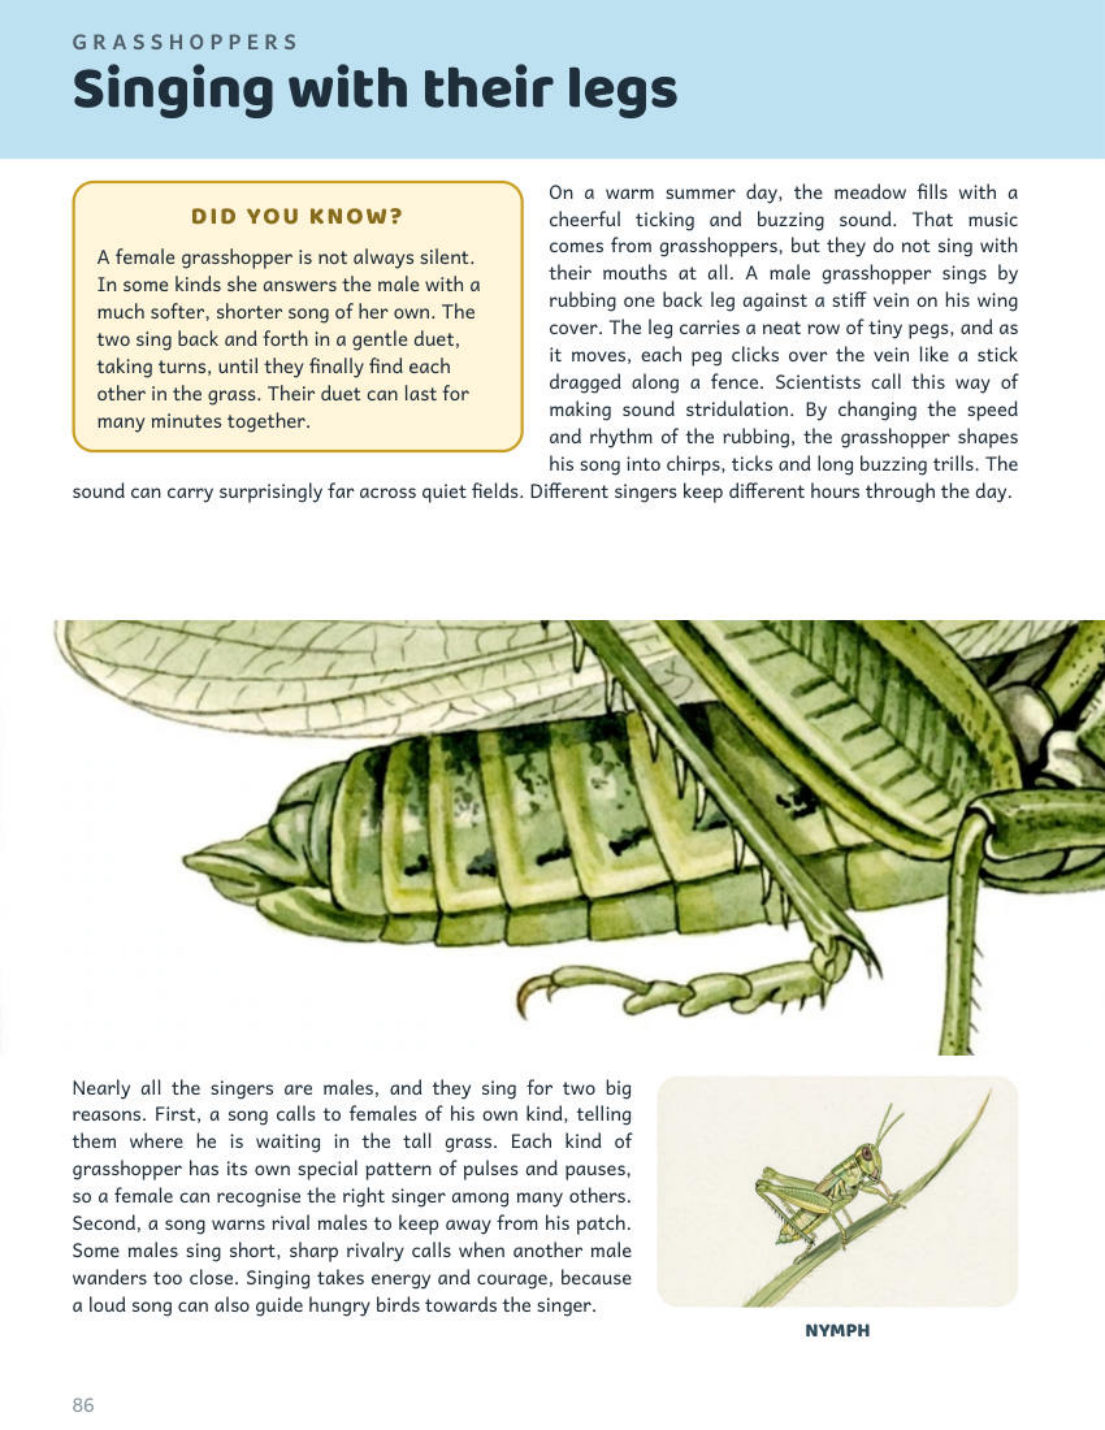 GRASSHOPPERS
Singing with their legs
DID YOU KNOW?
A female grasshopper is not always silent.
In some kinds she answers the male with a
much softer, shorter song of her own. The
two sing back and forth in a gentle duet,
taking turns, until they finally find each
other in the grass. Their duet can last for
many minutes together.
On a warm summer day, the meadow fills with a
cheerful ticking and buzzing sound. That music
comes from grasshoppers, but they do not sing with
their mouths at all. A male grasshopper sings by
rubbing one back leg against a stiff vein on his wing
cover. The leg carries a neat row of tiny pegs, and as
it moves, each peg clicks over the vein like a stick
dragged along a fence. Scientists call this way of
making sound stridulation. By changing the speed
and rhythm of the rubbing, the grasshopper shapes
his song into chirps, ticks and long buzzing trills. The
sound can carry surprisingly far across quiet fields. Different singers keep different hours through the day.
Nearly all the singers are males, and they sing for two big
reasons. First, a song calls to females of his own kind, telling
them where he is waiting in the tall grass. Each kind of
grasshopper has its own special pattern of pulses and pauses,
so a female can recognise the right singer among many others.
Second, a song warns rival males to keep away from his patch.
Some males sing short, sharp rivalry calls when another male
wanders too close. Singing takes energy and courage, because
a loud song can also guide hungry birds towards the singer.
NYMPH
86